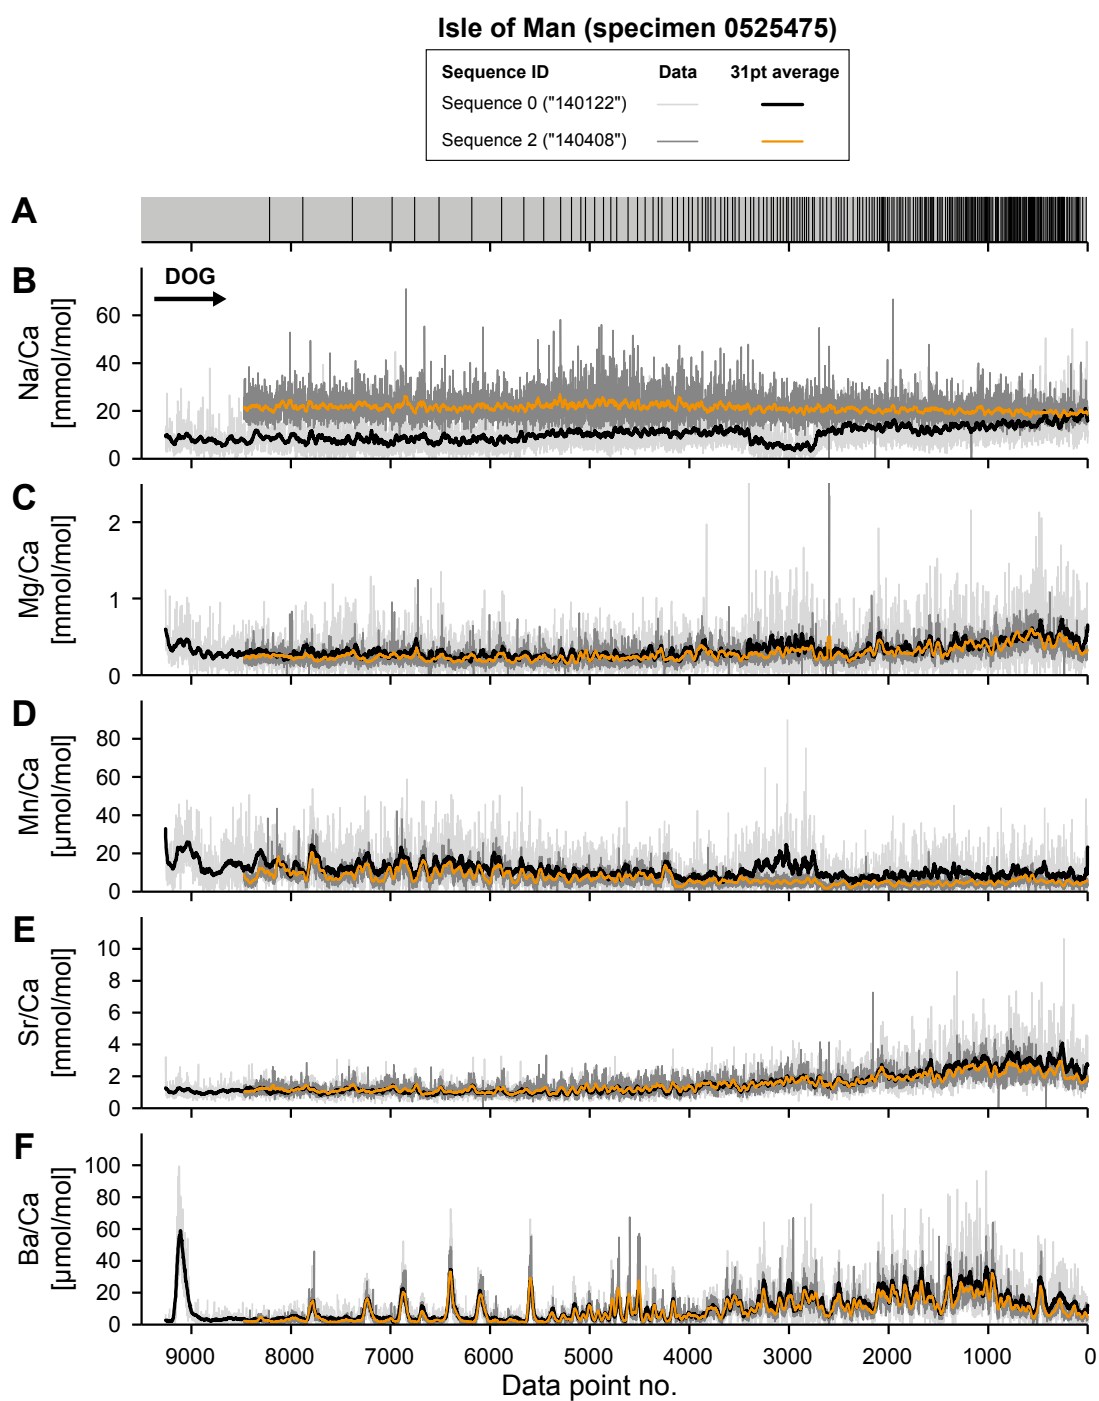 Isle of Man (specimen 0525475)
Sequence ID Data 31pt average
Sequence 0 ("140122")
Sequence 2 ("140408")
A
B
DOG
Na/Ca
[mmol/mol]
60
40
20
0
C
Mg/Ca
[mmol/mol]
2
1
0
D
Mn/Ca
[µmol/mol]
80
60
40
20
0
E
Sr/Ca
[mmol/mol]
10
8
6
4
2
0
F
Ba/Ca
[µmol/mol]
100
80
60
40
20
0
9000 8000 7000 6000 5000 4000 3000 2000 1000 0
Data point no.